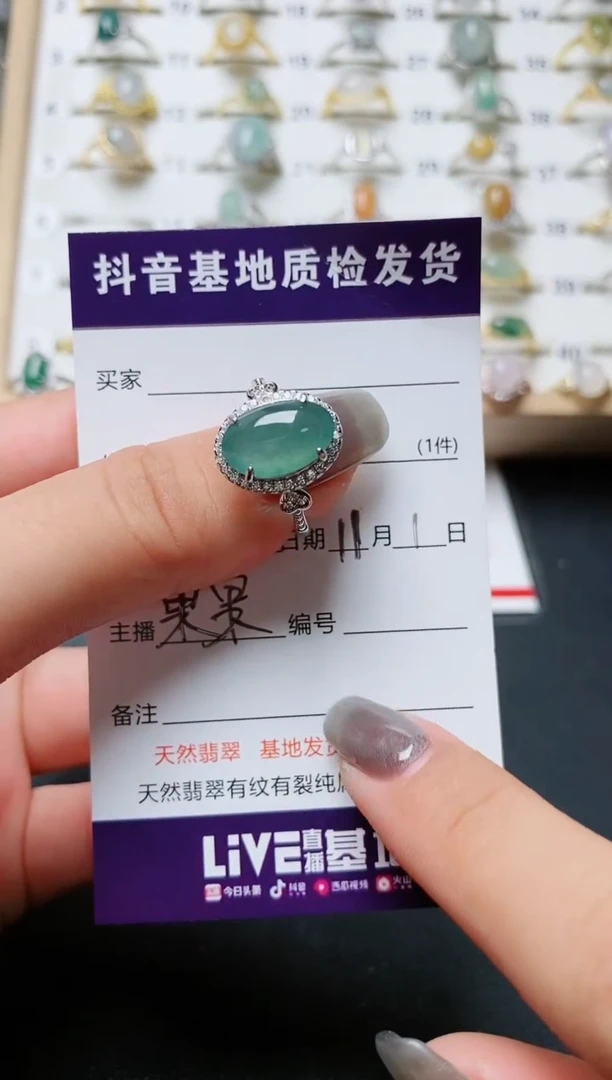 抖音基地质检发货
买家
(1件)
日期 11 月 1 日
主播 果果 编号
备注
天然翡翠 基地发
天然翡翠有纹有裂纯
LiVE直播基地
今日头条 抖音 西瓜视频 火山